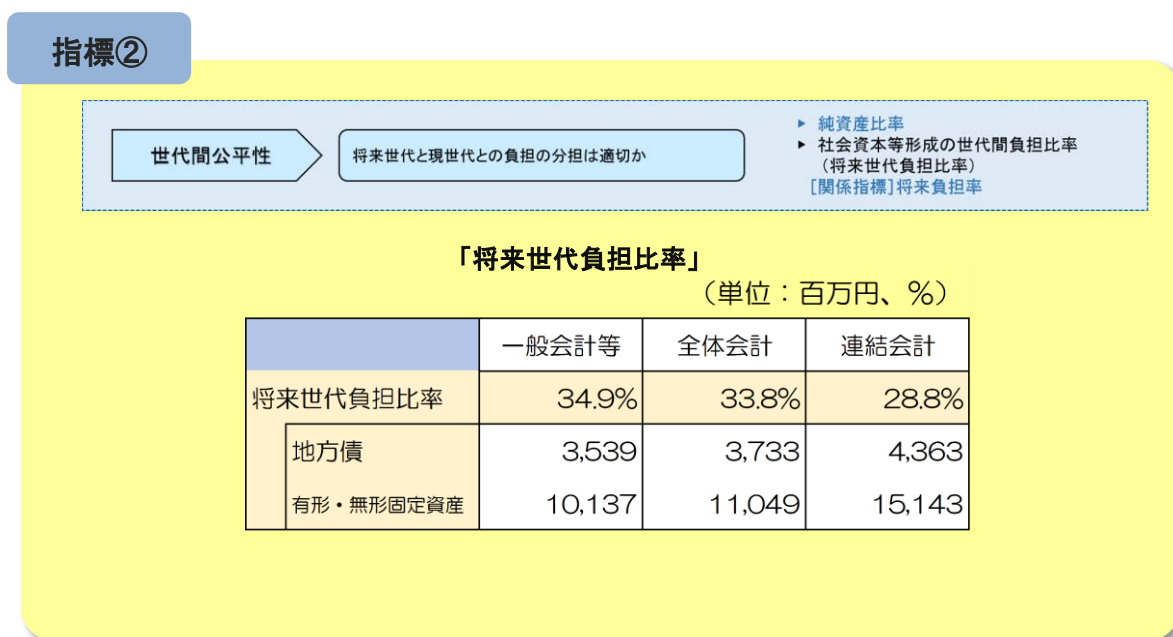 指標②
世代間公平性
将来世代と現世代との負担の分担は適切か
▶ 純資産比率
▶ 社会資本等形成の世代間負担比率
（将来世代負担比率）
[関係指標]将来負担率
「将来世代負担比率」
（単位：百万円、％）
一般会計等 全体会計 連結会計
将来世代負担比率 34.9% 33.8% 28.8%
地方債 3,539 3,733 4,363
有形・無形固定資産 10,137 11,049 15,143